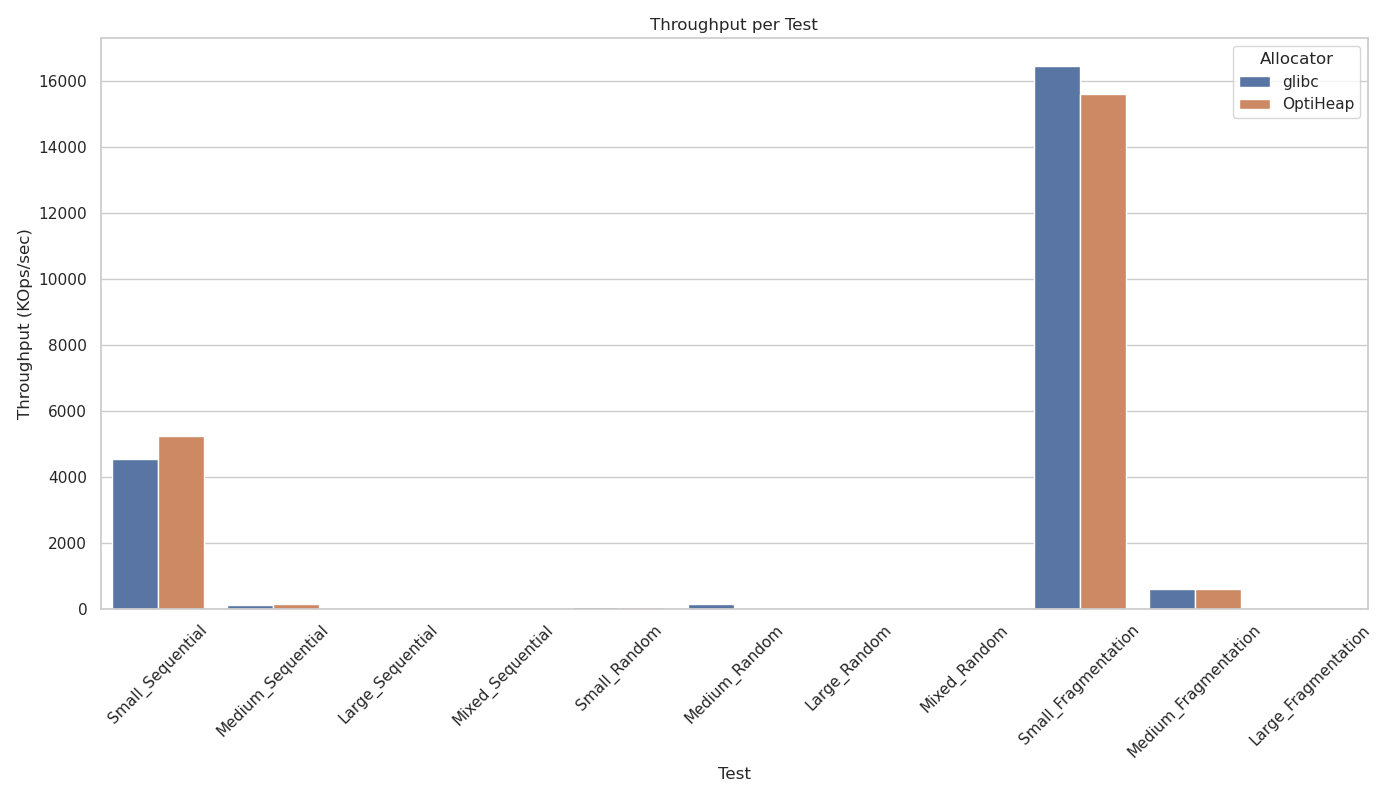 Throughput per Test
Allocator
glibc
OptiHeap
Throughput (KOps/sec)
16000
14000
12000
10000
8000
6000
4000
2000
0
Small_Sequential
Medium_Sequential
Large_Sequential
Mixed_Sequential
Small_Random
Medium_Random
Large_Random
Mixed_Random
Small_Fragmentation
Medium_Fragmentation
Large_Fragmentation
Test